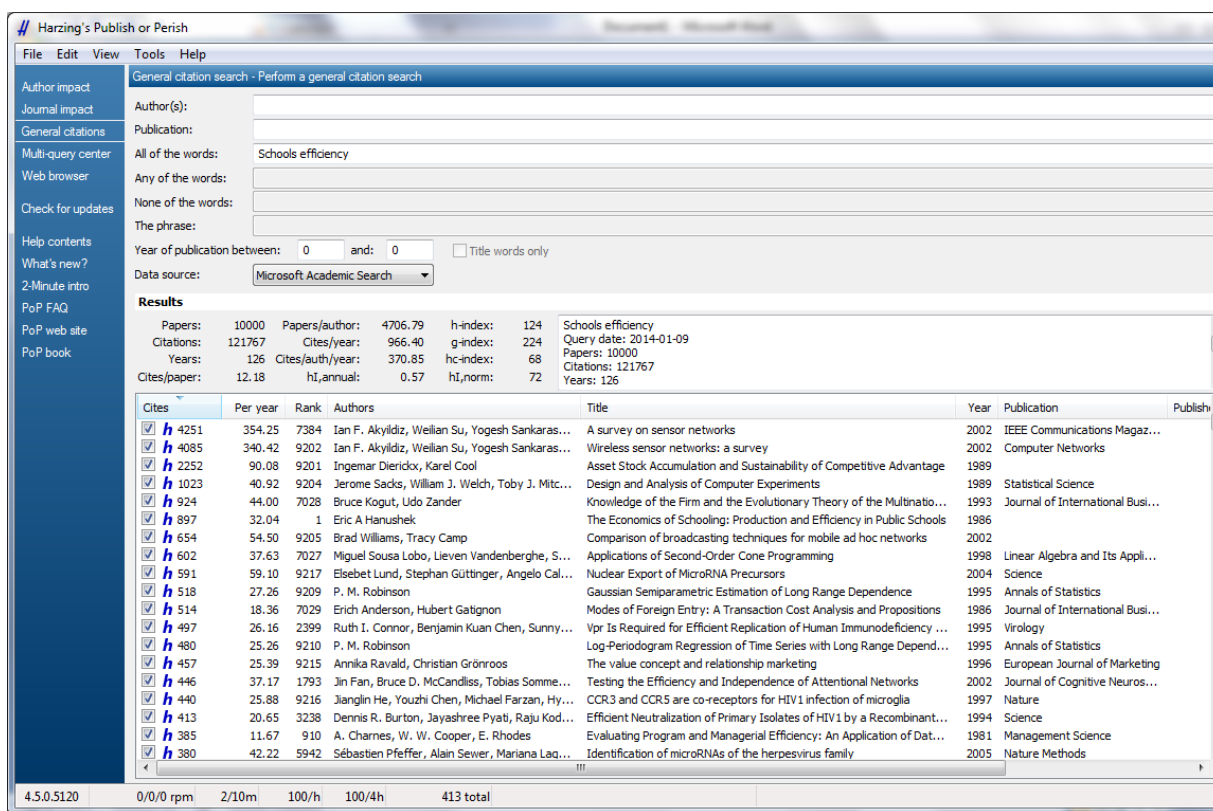 Harzing's Publish or Perish
File Edit View Tools Help
Author impact
Journal impact
General citations
Multi-query center
Web browser
Check for updates
Help contents
What's new?
2-Minute intro
PoP FAQ
PoP web site
PoP book
General citation search - Perform a general citation search
Author(s):
Publication:
All of the words: Schools efficiency
Any of the words:
None of the words:
The phrase:
Year of publication between: 0 and: 0 Title words only
Data source: Microsoft Academic Search
Results
Papers: 10000 Papers/author: 4706.79 h-index: 124
Citations: 121767 Cites/year: 966.40 g-index: 224
Years: 126 Cites/auth/year: 370.85 hc-index: 68
Cites/paper: 12.18 hI,annual: 0.57 hI,norm: 72
Schools efficiency
Query date: 2014-01-09
Papers: 10000
Citations: 121767
Years: 126
Cites Per year Rank Authors Title Year Publication Publishe
h 4251 354.25 7384 Ian F. Akyildiz, Weilian Su, Yogesh Sankaras... A survey on sensor networks 2002 IEEE Communications Magaz...
h 4085 340.42 9202 Ian F. Akyildiz, Weilian Su, Yogesh Sankaras... Wireless sensor networks: a survey 2002 Computer Networks
h 2252 90.08 9201 Ingemar Dierickx, Karel Cool Asset Stock Accumulation and Sustainability of Competitive Advantage 1989
h 1023 40.92 9204 Jerome Sacks, William J. Welch, Toby J. Mitc... Design and Analysis of Computer Experiments 1989 Statistical Science
h 924 44.00 7028 Bruce Kogut, Udo Zander Knowledge of the Firm and the Evolutionary Theory of the Multinatio... 1993 Journal of International Busi...
h 897 32.04 1 Eric A Hanushek The Economics of Schooling: Production and Efficiency in Public Schools 1986
h 654 54.50 9205 Brad Williams, Tracy Camp Comparison of broadcasting techniques for mobile ad hoc networks 2002
h 602 37.63 7027 Miguel Sousa Lobo, Lieven Vandenberghe, S... Applications of Second-Order Cone Programming 1998 Linear Algebra and Its Appli...
h 591 59.10 9217 Elsebet Lund, Stephan Güttinger, Angelo Cal... Nuclear Export of MicroRNA Precursors 2004 Science
h 518 27.26 9209 P. M. Robinson Gaussian Semiparametric Estimation of Long Range Dependence 1995 Annals of Statistics
h 514 18.36 7029 Erich Anderson, Hubert Gatignon Modes of Foreign Entry: A Transaction Cost Analysis and Propositions 1986 Journal of International Busi...
h 497 26.16 2399 Ruth I. Connor, Benjamin Kuan Chen, Sunny... Vpr Is Required for Efficient Replication of Human Immunodeficiency ... 1995 Virology
h 480 25.26 9210 P. M. Robinson Log-Periodogram Regression of Time Series with Long Range Depend... 1995 Annals of Statistics
h 457 25.39 9215 Annika Ravald, Christian Grönroos The value concept and relationship marketing 1996 European Journal of Marketing
h 446 37.17 1793 Jin Fan, Bruce D. McCandliss, Tobias Somme... Testing the Efficiency and Independence of Attentional Networks 2002 Journal of Cognitive Neuros...
h 440 25.88 9216 Jianglin He, Youzhi Chen, Michael Farzan, Hy... CCR3 and CCR5 are co-receptors for HIV1 infection of microglia 1997 Nature
h 413 20.65 3238 Dennis R. Burton, Jayashree Pyati, Raju Kod... Efficient Neutralization of Primary Isolates of HIV1 by a Recombinant... 1994 Science
h 385 11.67 910 A. Charnes, W. W. Cooper, E. Rhodes Evaluating Program and Managerial Efficiency: An Application of Dat... 1981 Management Science
h 380 42.22 5942 Sébastien Pfeffer, Alain Sewer, Mariana Lag... Identification of microRNAs of the herpesvirus family 2005 Nature Methods
4.5.0.5120 0/0/0 rpm 2/10m 100/h 100/4h 413 total